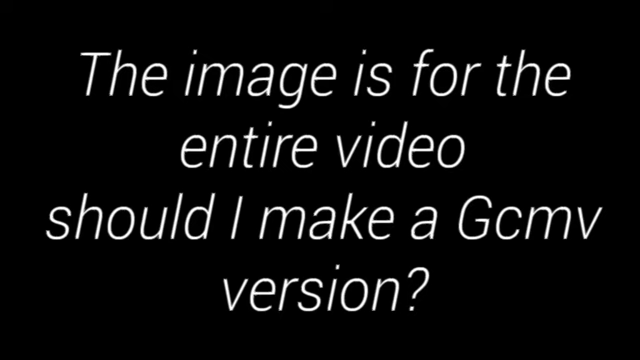 The image is for the
entire video
should I make a Gcmv
version?